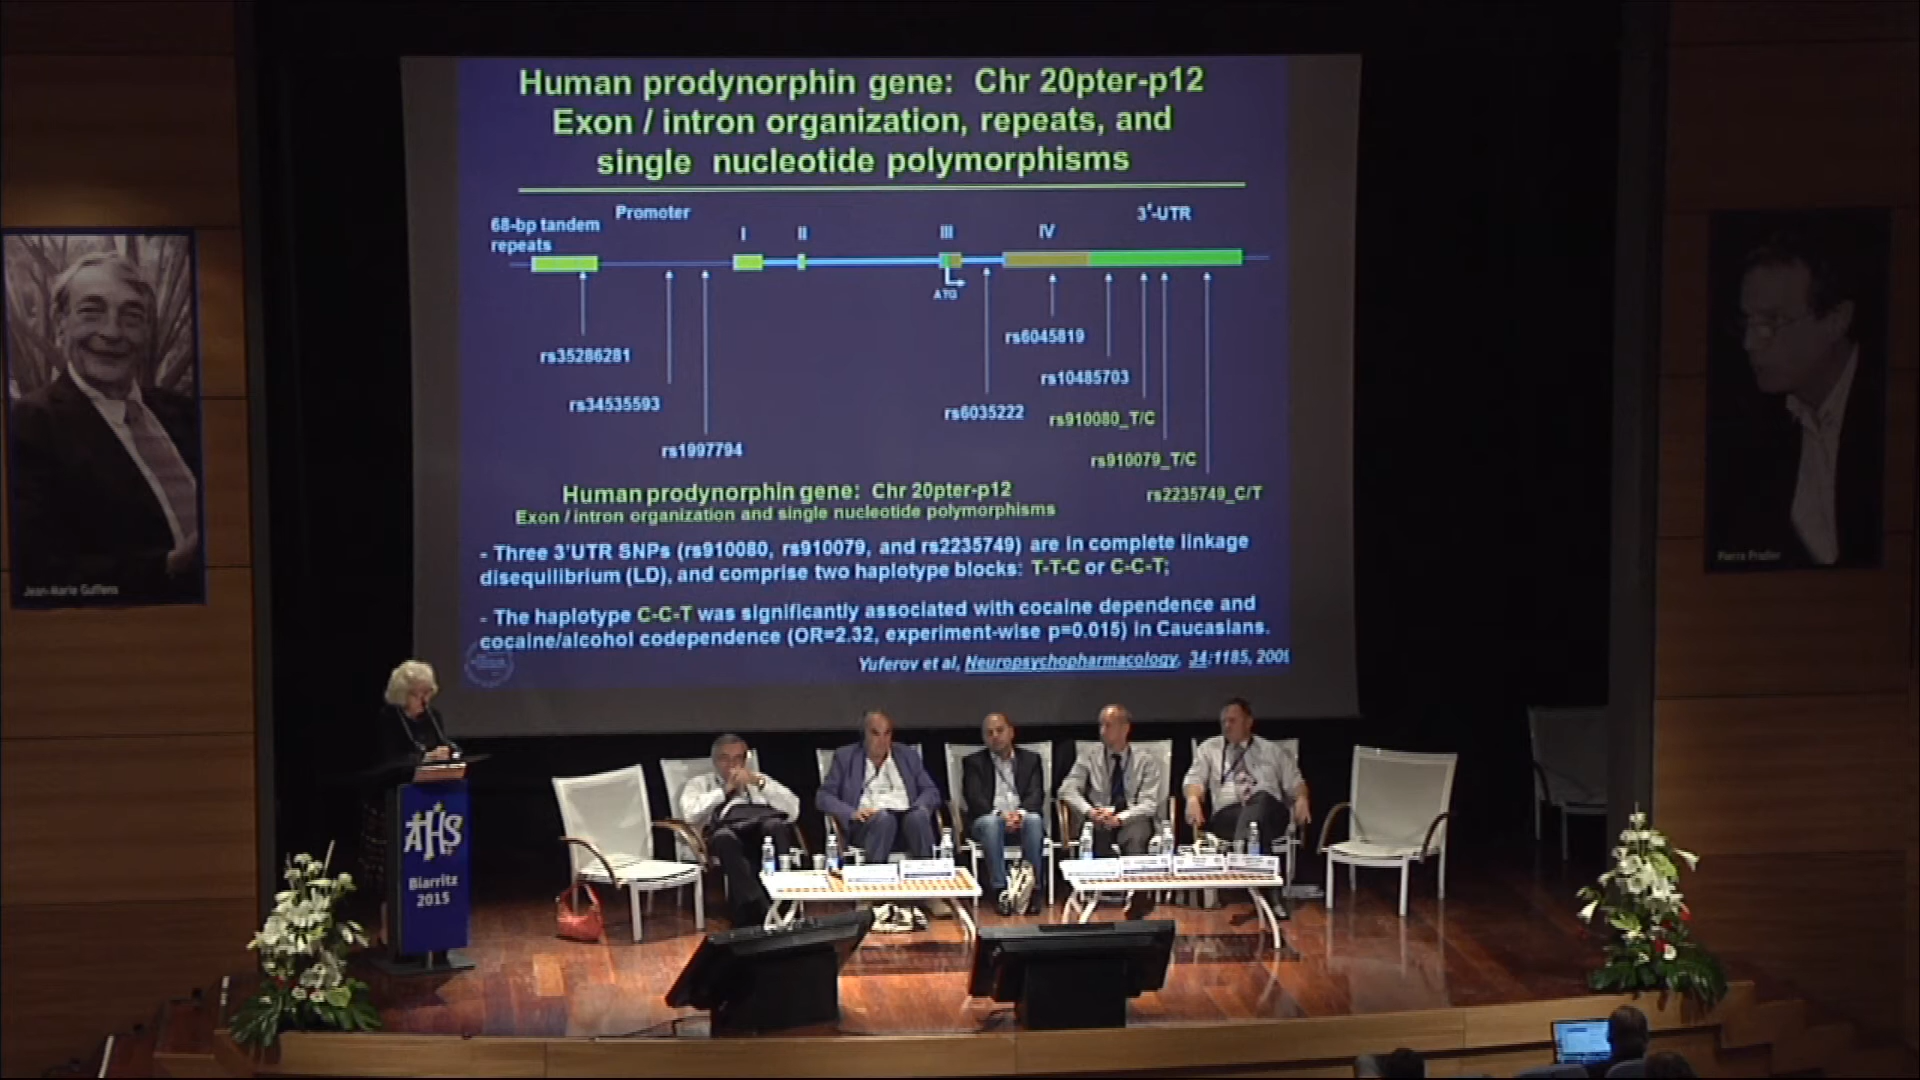 Human prodynorphin gene: Chr 20pter-p12
Exon / intron organization, repeats, and
single nucleotide polymorphisms
68-bp tandem
repeats
Promoter
I
II
III
IV
3'-UTR
ATG
rs35286281
rs34535593
rs1997794
rs6035222
rs6045819
rs10485703
rs910080_T/C
rs910079_T/C
rs2235749_C/T
Human prodynorphin gene: Chr 20pter-p12
Exon / intron organization and single nucleotide polymorphisms
- Three 3'UTR SNPs (rs910080, rs910079, and rs2235749) are in complete linkage
disequilibrium (LD), and comprise two haplotype blocks: T-T-C or C-C-T;
- The haplotype C-C-T was significantly associated with cocaine dependence and
cocaine/alcohol codependence (OR=2.32, experiment-wise p=0.015) in Caucasians.
Yuferov et al, Neuropsychopharmacology, 34:1185, 2009
Jean-Marie Guffens
AHS
Biarritz
2015